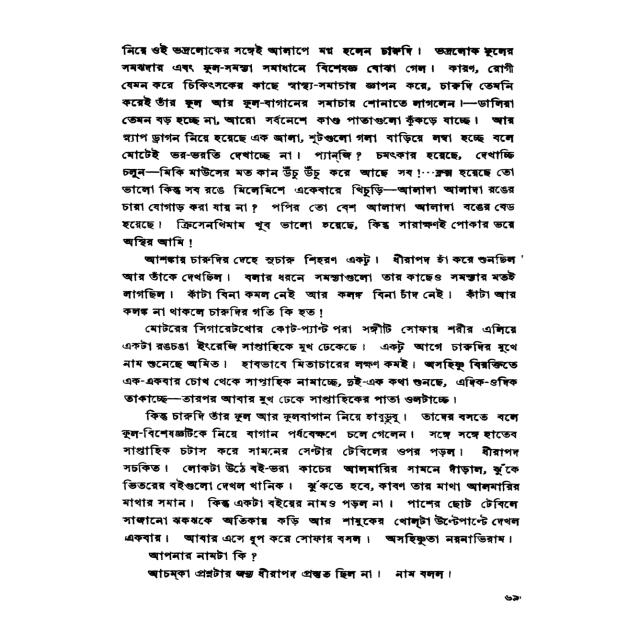 নিয়ে ওই ভদ্রলোকের সঙ্গেই আলাপে মগ্ন হলেন চারুদি। ভদ্রলোক ফুলের
সমঝদার এবং ফুল-সমস্যা সমাধানে বিশেষজ্ঞ বোঝা গেল। কারণ, রোগী
যেমন করে চিকিৎসকের কাছে স্বাস্থ্য-সমাচার জ্ঞাপন করে, চারুদি তেমনি
করেই তাঁর ফুল আর ফুল-বাগানের সমাচার শোনাতে লাগলেন।—ডালিয়া
তেমন বড় হচ্ছে না, আরো সর্বনেশে কাণ্ড পাতাগুলো কুঁকড়ে যাচ্ছে। আর
স্ন্যাপ ড্রাগন নিয়ে হয়েছে এক জ্বালা, শূটগুলো গলা বাড়িয়ে লম্বা হচ্ছে বলে
মোটেই ভর-ভরতি দেখাচ্ছে না। প্যানজি? চমৎকার হয়েছে, দেখাচ্ছি
চলুন—মিকি মাউসের মত কান উঁচু উঁচু করে আছে সব!···ফ্লক্স হয়েছে তো
ভালো কিন্তু সব রঙে মিলেমিশে একেবারে খিচুড়ি—আলাদা আলাদা রঙের
চারা যোগাড় করা যায় না? পপির তো বেশ আলাদা আলাদা রঙের বেড
হয়েছে। ক্রিসেনথিমাম খুব ভালো হয়েছে, কিন্তু সারাক্ষণই পোকার ভয়ে
অস্থির আমি!
আশঙ্কায় চারুদির দেহে সুচারু শিহরণ একটু। ধীরাপদ হাঁ করে শুনছিল
আর তাঁকে দেখছিল। বলার ধরনে সমস্যাগুলো তার কাছেও সমস্যার মতই
লাগছিল। কাঁটা বিনা কমল নেই আর কলঙ্ক বিনা চাঁদ নেই। কাঁটা আর
কলঙ্ক না থাকলে চারুদির গতি কি হত!
মোটরের সিগারেটখোর কোট-প্যাণ্ট পরা সঙ্গীটি সোফায় শরীর এলিয়ে
একটা রঙচঙা ইংরেজি সাপ্তাহিকে মুখ ঢেকেছে। একটু আগে চারুদির মুখে
নাম শুনেছে অমিত। হাবভাবে মিতাচারের লক্ষণ কমই। অসহিষ্ণু বিরক্তিতে
এক-একবার চোখ থেকে সাপ্তাহিক নামাচ্ছে, দুই-এক কথা শুনছে, এদিক-ওদিক
তাকাচ্ছে—তারপর আবার মুখ ঢেকে সাপ্তাহিকের পাতা ওলটাচ্ছে।
কিন্তু চারুদি তাঁর ফুল আর ফুলবাগান নিয়ে হাবুডুবু। তাদের বসতে বলে
ফুল-বিশেষজ্ঞটিকে নিয়ে বাগান পর্যবেক্ষণে চলে গেলেন। সঙ্গে সঙ্গে হাতের
সাপ্তাহিক চটাস করে সামনের সেণ্টার টেবিলের ওপর পড়ল। ধীরাপদ
সচকিত। লোকটা উঠে বই-ভরা কাচের আলমারির সামনে দাঁড়াল, ঝুঁকে
ভিতরের বইগুলো দেখল খানিক। ঝুঁকতে হবে, কারণ তার মাথা আলমারির
মাথার সমান। কিন্তু একটা বইয়ের নামও পড়ল না। পাশের ছোট টেবিলে
সাজানো ঝকঝকে অতিকায় কড়ি আর শামুকের খোলটা উল্টেপাল্টে দেখল
একবার। আবার এসে ধুপ করে সোফায় বসল। অসহিষ্ণুতা নয়নাভিরাম।
আপনার নামটা কি?
আচমকা প্রশ্নটার জন্য ধীরাপদ প্রস্তুত ছিল না। নাম বলল।
৬৯